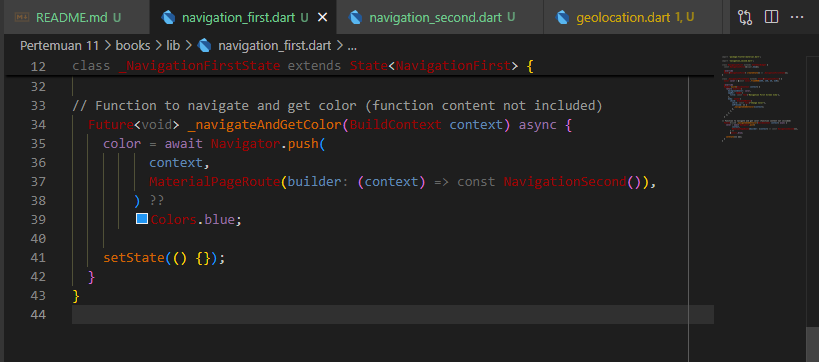 README.md U
navigation_first.dart U
navigation_second.dart U
geolocation.dart 1, U
Pertemuan 11 > books > lib > navigation_first.dart > ...
12 class _NavigationFirstState extends State<NavigationFirst> {
32
33 // Function to navigate and get color (function content not included)
34 Future<void> _navigateAndGetColor(BuildContext context) async {
35 color = await Navigator.push(
36 context,
37 MaterialPageRoute(builder: (context) => const NavigationSecond()),
38 ) ??
39 Colors.blue;
40
41 setState(() {});
42 }
43 }
44